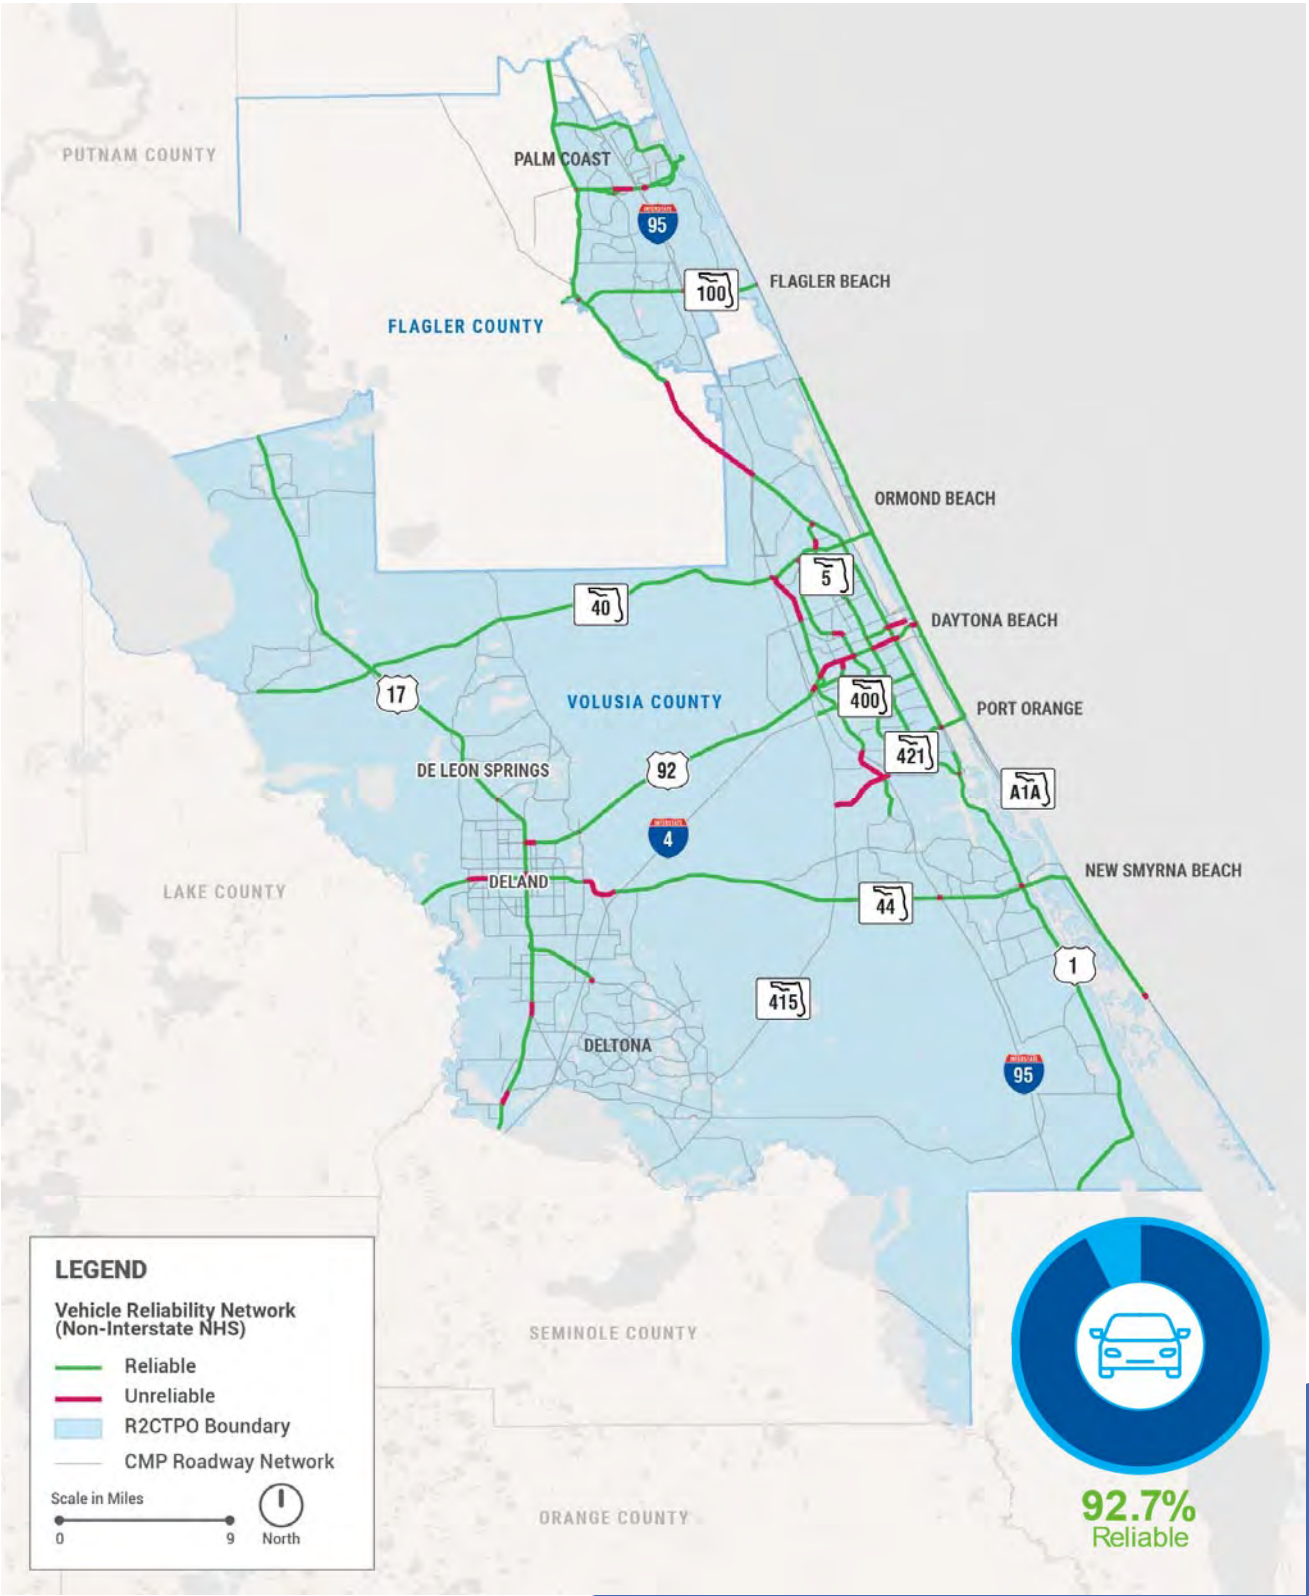 PUTNAM COUNTY
PALM COAST
INTERSTATE
95
100
FLAGLER BEACH
FLAGLER COUNTY
ORMOND BEACH
5
40
DAYTONA BEACH
17
VOLUSIA COUNTY
400
PORT ORANGE
421
DE LEON SPRINGS
92
A1A
INTERSTATE
4
NEW SMYRNA BEACH
LAKE COUNTY
DELAND
44
1
415
DELTONA
INTERSTATE
95
LEGEND
Vehicle Reliability Network
(Non-Interstate NHS)
Reliable
Unreliable
R2CTPO Boundary
CMP Roadway Network
Scale in Miles
0
9
North
SEMINOLE COUNTY
ORANGE COUNTY
92.7%
Reliable